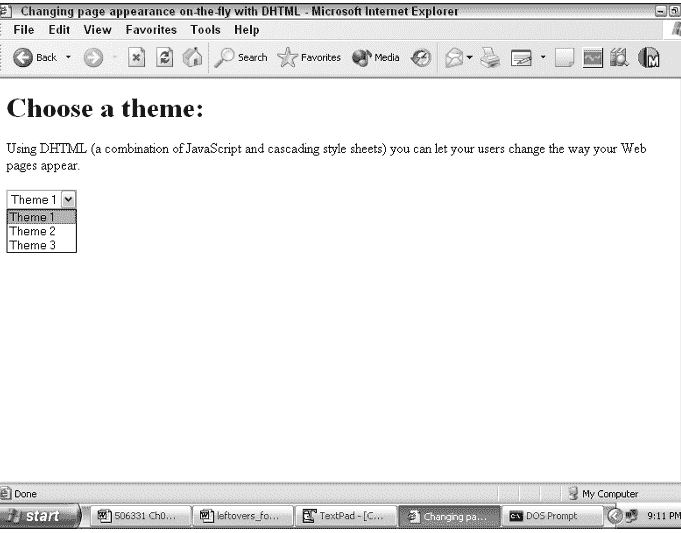 Changing page appearance on-the-fly with DHTML - Microsoft Internet Explorer
File Edit View Favorites Tools Help
Back Search Favorites Media
Choose a theme:
Using DHTML (a combination of JavaScript and cascading style sheets) you can let your users change the way your Web
pages appear.
Theme 1
Theme 1
Theme 2
Theme 3
Done My Computer
start 506331 Ch0... leftovers_fo... TextPad - [C... Changing pa... DOS Prompt 9:11 PM